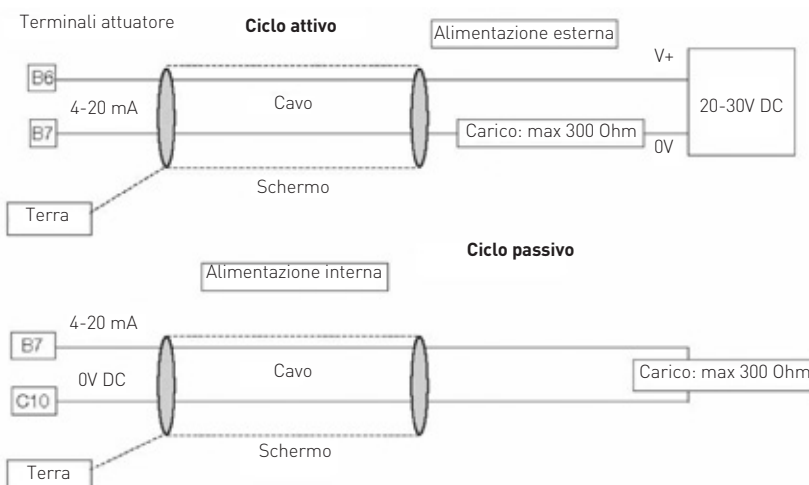 Terminali attuatore
Ciclo attivo
Alimentazione esterna
V+
B6
4-20 mA
Cavo
20-30V DC
B7
Carico: max 300 Ohm
0V
Schermo
Terra
Ciclo passivo
Alimentazione interna
4-20 mA
B7
0V DC
Cavo
Carico: max 300 Ohm
C10
Schermo
Terra